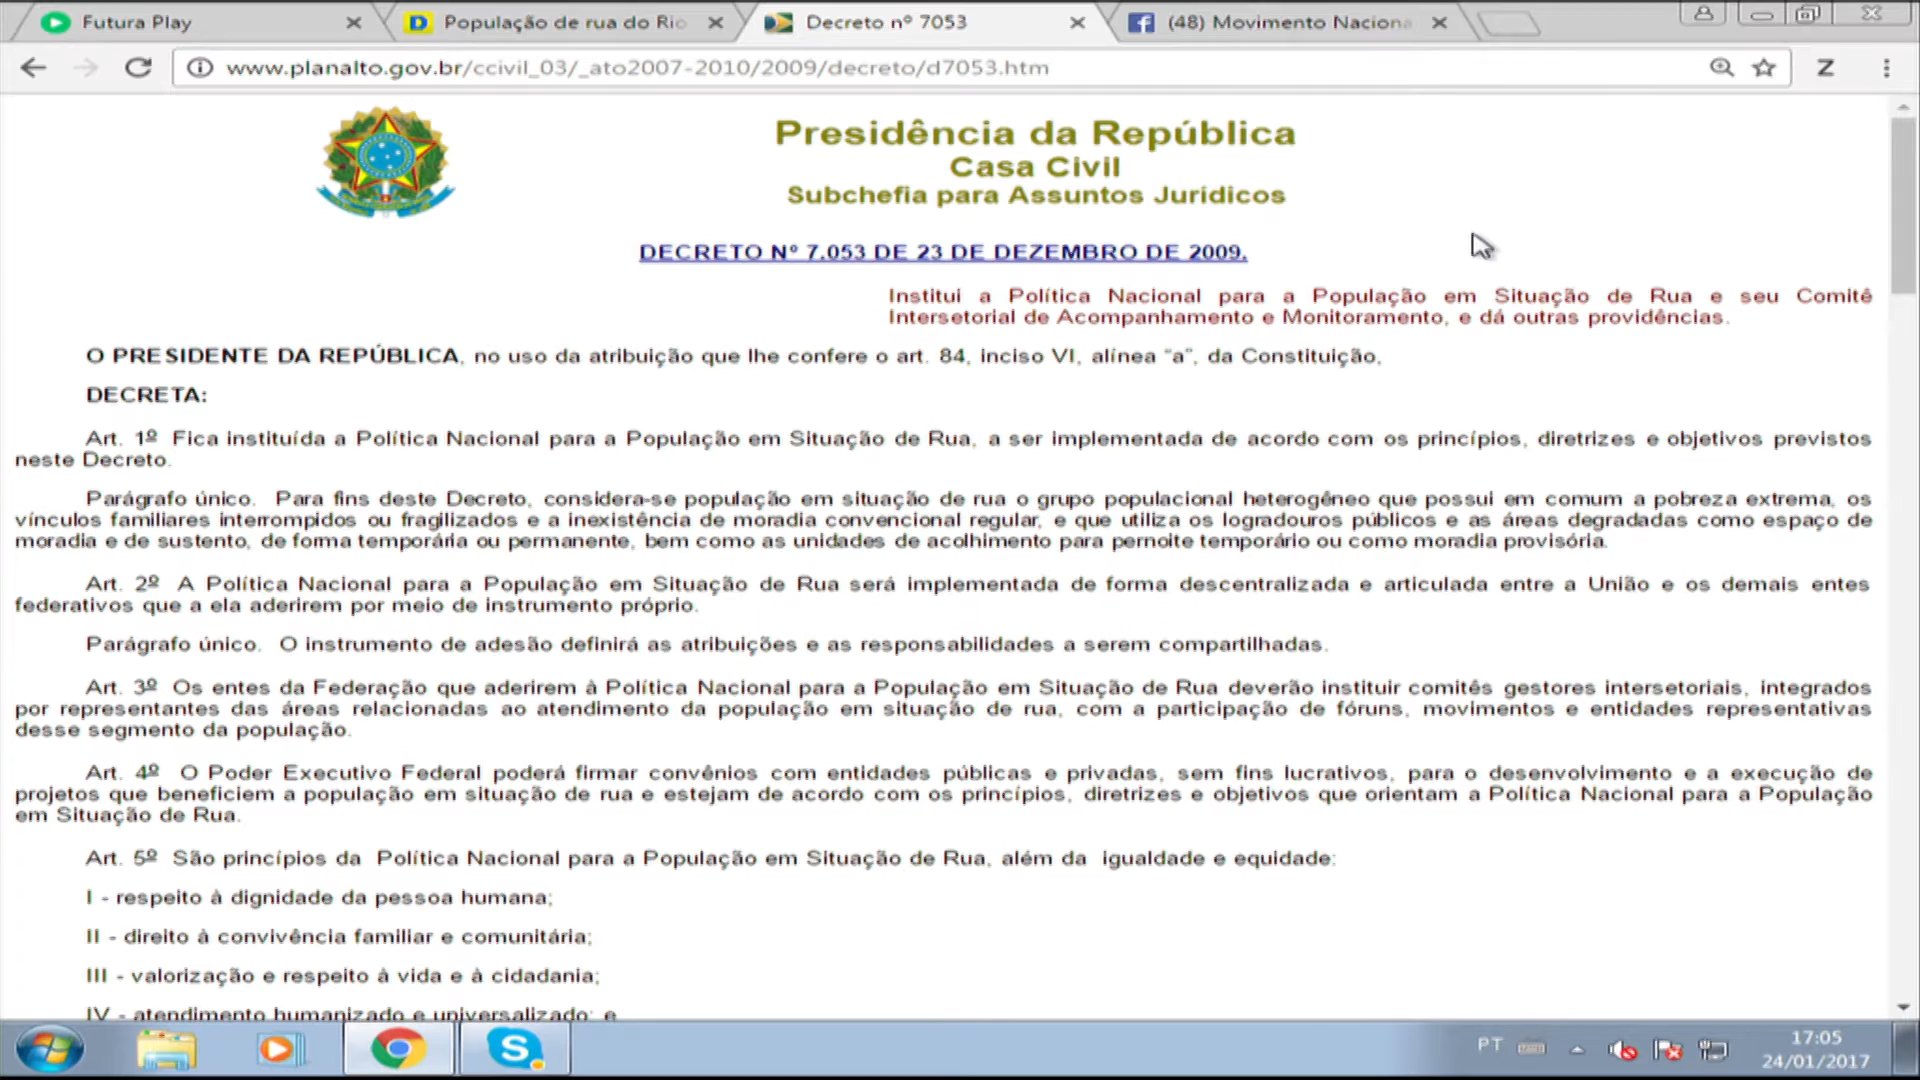 Futura Play
População de rua do Rio
Decreto nº 7053
(48) Movimento Naciona
www.planalto.gov.br/ccivil_03/_ato2007-2010/2009/decreto/d7053.htm
Z
Presidência da República
Casa Civil
Subchefia para Assuntos Jurídicos
DECRETO Nº 7.053 DE 23 DE DEZEMBRO DE 2009.
Institui a Política Nacional para a População em Situação de Rua e seu Comitê
Intersetorial de Acompanhamento e Monitoramento, e dá outras providências.
O PRESIDENTE DA REPÚBLICA, no uso da atribuição que lhe confere o art. 84, inciso VI, alínea “a”, da Constituição,
DECRETA:
Art. 1º Fica instituída a Política Nacional para a População em Situação de Rua, a ser implementada de acordo com os princípios, diretrizes e objetivos previstos
neste Decreto.
Parágrafo único. Para fins deste Decreto, considera-se população em situação de rua o grupo populacional heterogêneo que possui em comum a pobreza extrema, os
vínculos familiares interrompidos ou fragilizados e a inexistência de moradia convencional regular, e que utiliza os logradouros públicos e as áreas degradadas como espaço de
moradia e de sustento, de forma temporária ou permanente, bem como as unidades de acolhimento para pernoite temporário ou como moradia provisória.
Art. 2º A Política Nacional para a População em Situação de Rua será implementada de forma descentralizada e articulada entre a União e os demais entes
federativos que a ela aderirem por meio de instrumento próprio.
Parágrafo único. O instrumento de adesão definirá as atribuições e as responsabilidades a serem compartilhadas.
Art. 3º Os entes da Federação que aderirem à Política Nacional para a População em Situação de Rua deverão instituir comitês gestores intersetoriais, integrados
por representantes das áreas relacionadas ao atendimento da população em situação de rua, com a participação de fóruns, movimentos e entidades representativas
desse segmento da população.
Art. 4º O Poder Executivo Federal poderá firmar convênios com entidades públicas e privadas, sem fins lucrativos, para o desenvolvimento e a execução de
projetos que beneficiem a população em situação de rua e estejam de acordo com os princípios, diretrizes e objetivos que orientam a Política Nacional para a População
em Situação de Rua.
Art. 5º São princípios da Política Nacional para a População em Situação de Rua, além da igualdade e equidade:
I - respeito à dignidade da pessoa humana;
II - direito à convivência familiar e comunitária;
III - valorização e respeito à vida e à cidadania;
IV - atendimento humanizado e universalizado; e
PT
17:05
24/01/2017